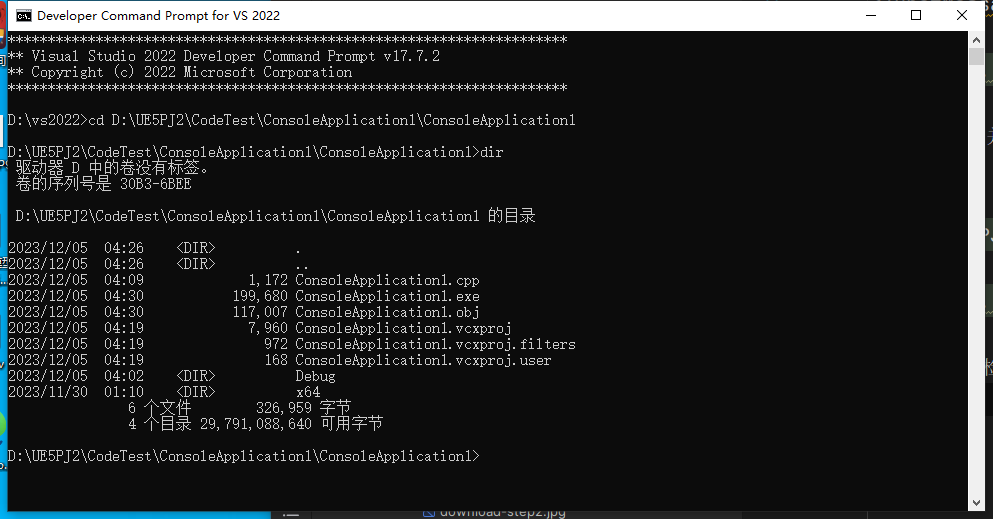 Developer Command Prompt for VS 2022
**********************************************************************
** Visual Studio 2022 Developer Command Prompt v17.7.2
** Copyright (c) 2022 Microsoft Corporation
**********************************************************************
D:\vs2022>cd D:\UE5PJ2\CodeTest\ConsoleApplication1\ConsoleApplication1
D:\UE5PJ2\CodeTest\ConsoleApplication1\ConsoleApplication1>dir
驱动器 D 中的卷没有标签。
卷的序列号是 30B3-6BEE
D:\UE5PJ2\CodeTest\ConsoleApplication1\ConsoleApplication1 的目录
2023/12/05  04:26    <DIR>          .
2023/12/05  04:26    <DIR>          ..
2023/12/05  04:09             1,172 ConsoleApplication1.cpp
2023/12/05  04:30           199,680 ConsoleApplication1.exe
2023/12/05  04:30           117,007 ConsoleApplication1.obj
2023/12/05  04:19             7,960 ConsoleApplication1.vcxproj
2023/12/05  04:19               972 ConsoleApplication1.vcxproj.filters
2023/12/05  04:19               168 ConsoleApplication1.vcxproj.user
2023/12/05  04:02    <DIR>          Debug
2023/11/30  01:10    <DIR>          x64
6 个文件        326,959 字节
4 个目录 29,791,088,640 可用字节
D:\UE5PJ2\CodeTest\ConsoleApplication1\ConsoleApplication1>
download-step2.jpg